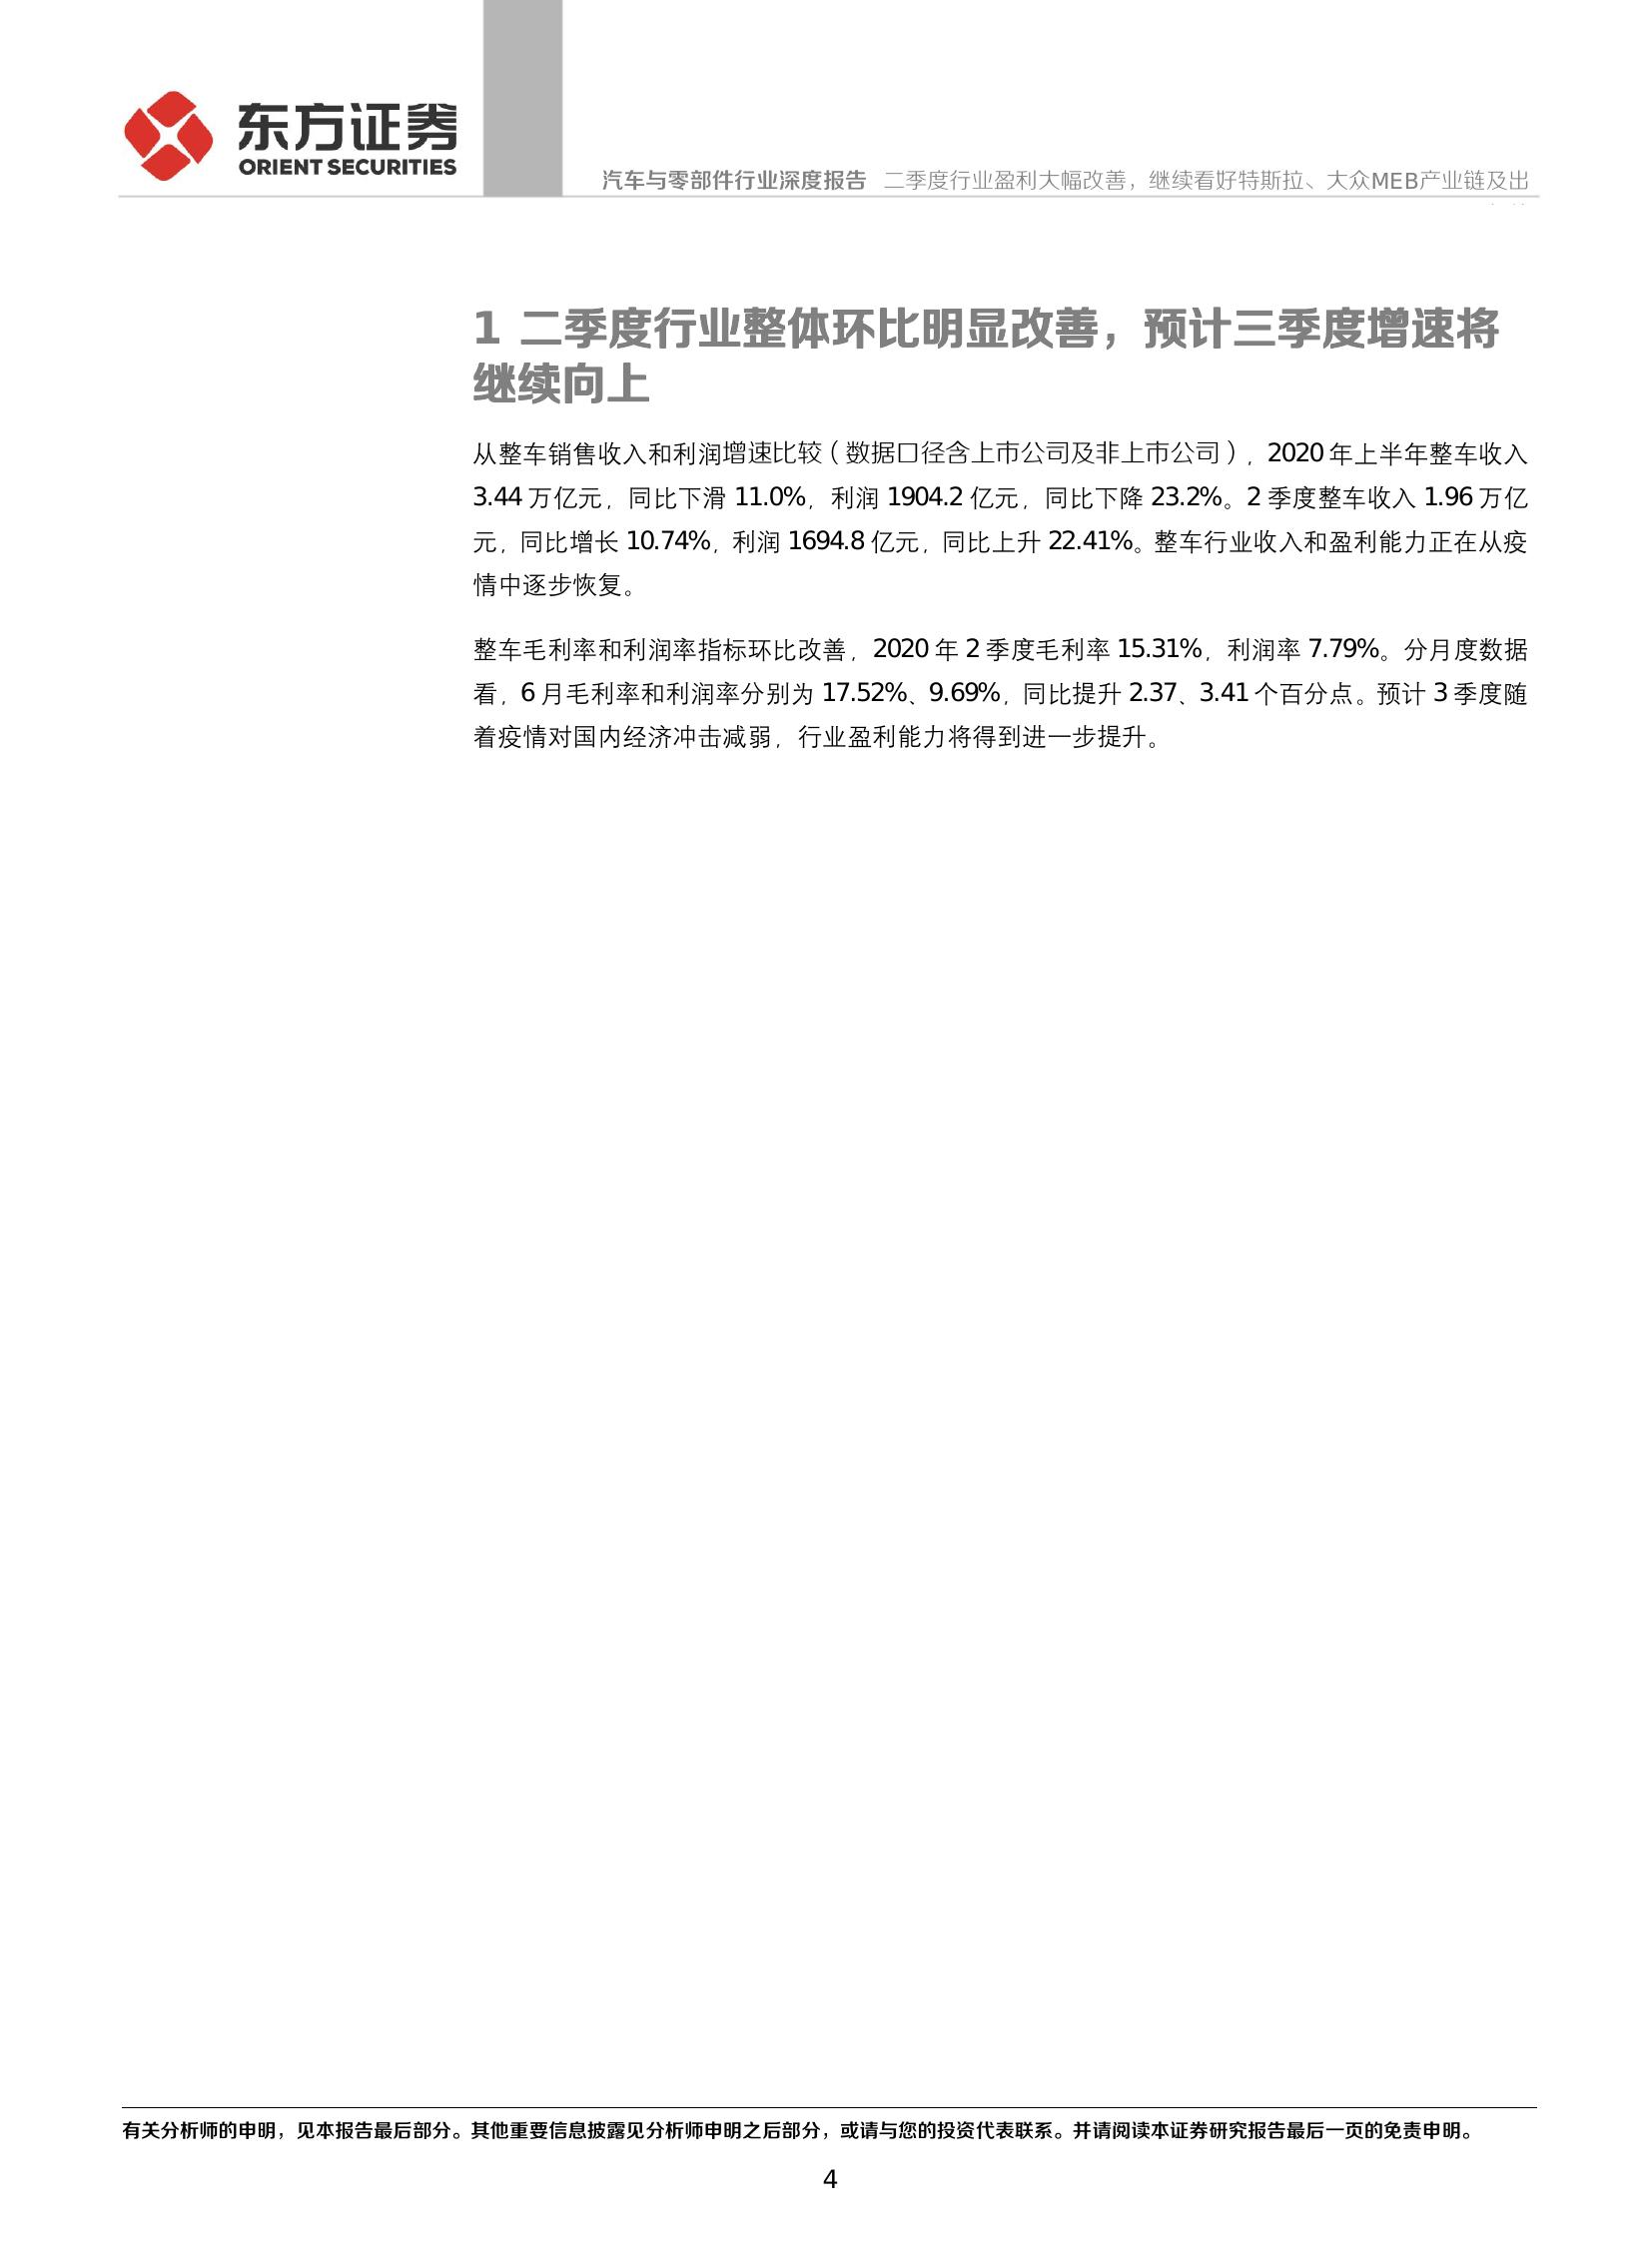 东方证券
ORIENT SECURITIES
汽车与零部件行业深度报告 二季度行业盈利大幅改善，继续看好特斯拉、大众MEB产业链及出
1 二季度行业整体环比明显改善，预计三季度增速将
继续向上
从整车销售收入和利润增速比较（数据口径含上市公司及非上市公司），2020 年上半年整车收入
3.44 万亿元，同比下滑 11.0%，利润 1904.2 亿元，同比下降 23.2%。2 季度整车收入 1.96 万亿
元，同比增长 10.74%，利润 1694.8 亿元，同比上升 22.41%。整车行业收入和盈利能力正在从疫
情中逐步恢复。
整车毛利率和利润率指标环比改善，2020 年 2 季度毛利率 15.31%，利润率 7.79%。分月度数据
看，6 月毛利率和利润率分别为 17.52%、9.69%，同比提升 2.37、3.41 个百分点。预计 3 季度随
着疫情对国内经济冲击减弱，行业盈利能力将得到进一步提升。
有关分析师的申明，见本报告最后部分。其他重要信息披露见分析师申明之后部分，或请与您的投资代表联系。并请阅读本证券研究报告最后一页的免责申明。
4